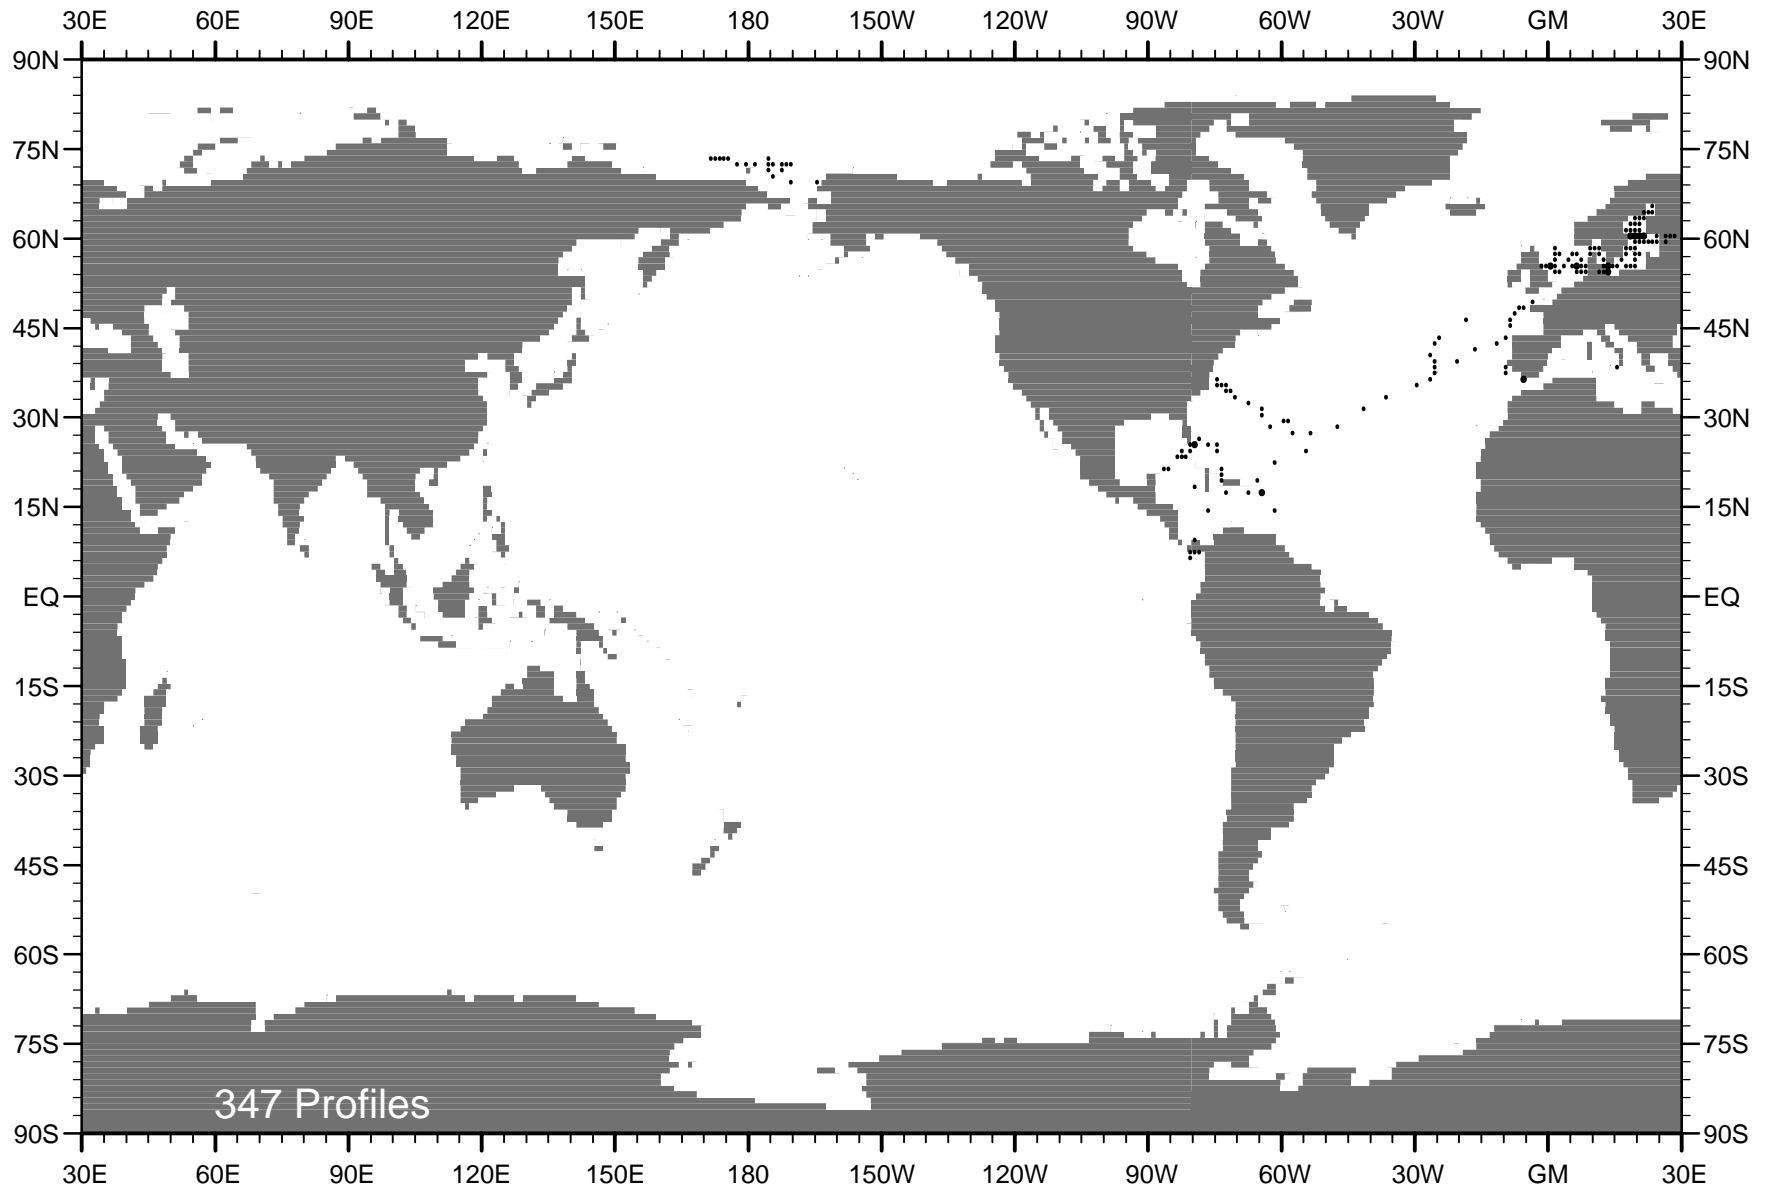 30E 60E 90E 120E 150E 180 150W 120W 90W 60W 30W GM 30E
90N 90N
75N 75N
60N 60N
45N 45N
30N 30N
15N 15N
EQ EQ
15S 15S
30S 30S
45S 45S
60S 60S
75S 75S
347 Profiles
90S 90S
30E 60E 90E 120E 150E 180 150W 120W 90W 60W 30W GM 30E